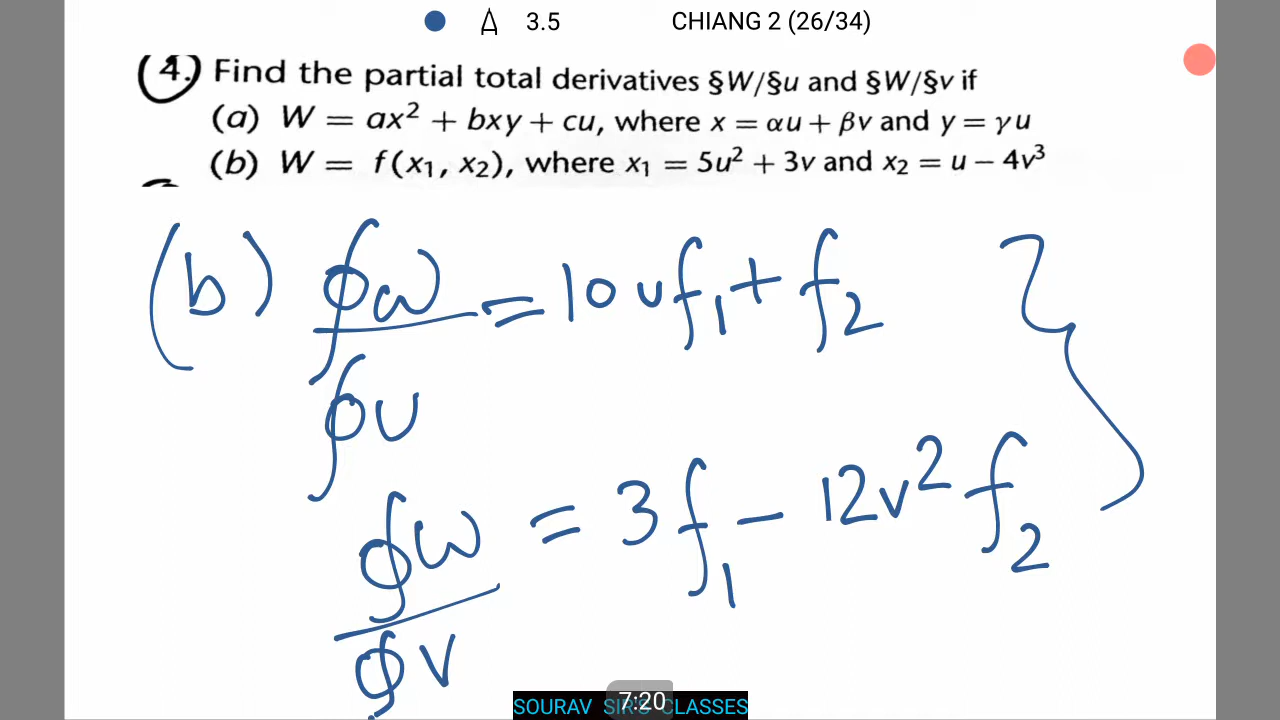 3.5 CHIANG 2 (26/34)
4. Find the partial total derivatives §W/§u and §W/§v if
(a) W = ax² + bxy + cu, where x = αu + βv and y = γu
(b) W = f(x₁, x₂), where x₁ = 5u² + 3v and x₂ = u − 4v³
(b) ∮w/∮u = 10uf₁ + f₂
∮w/∮v = 3f₁ − 12v²f₂
7:20
SOURAV SIR'S CLASSES